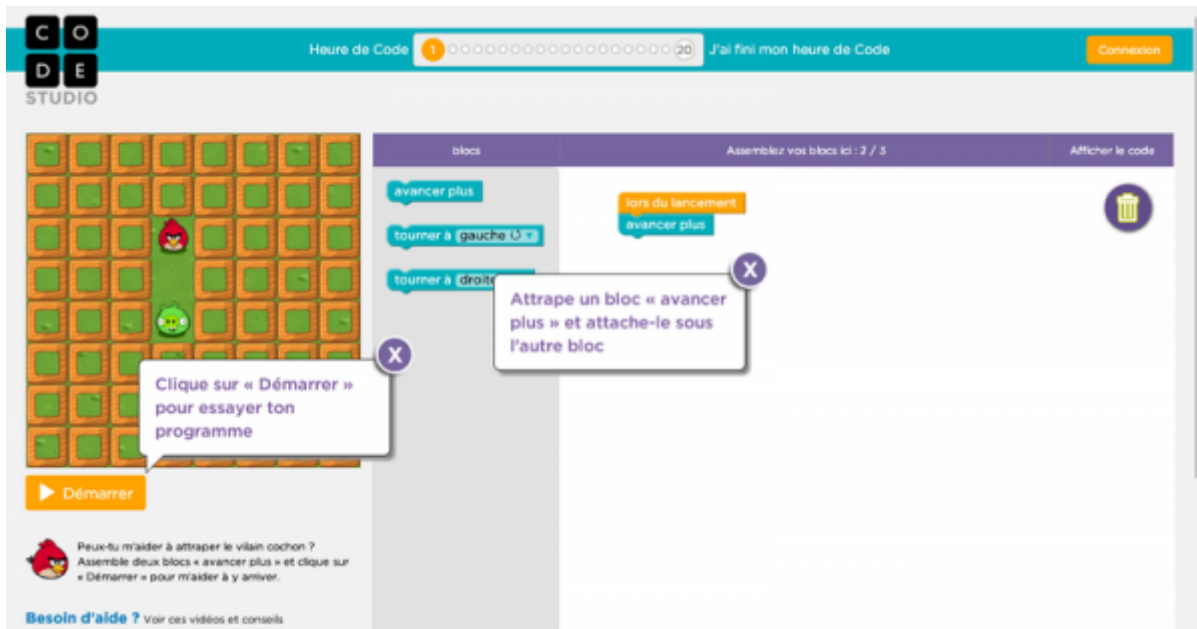 C O
D E
STUDIO
Heure de Code 1 20 J'ai fini mon heure de Code
Connexion
blocs
Assemblez vos blocs ici : 2 / 3
Afficher le code
avancer plus
tourner à gauche
tourner à droite
lors du lancement
avancer plus
X
Attrape un bloc « avancer
plus » et attache-le sous
l'autre bloc
X
Clique sur « Démarrer »
pour essayer ton
programme
Démarrer
Peux-tu m'aider à attraper le vilain cochon ?
Assemble deux blocs « avancer plus » et clique sur
« Démarrer » pour m'aider à y arriver.
Besoin d'aide ? Voir ces vidéos et conseils